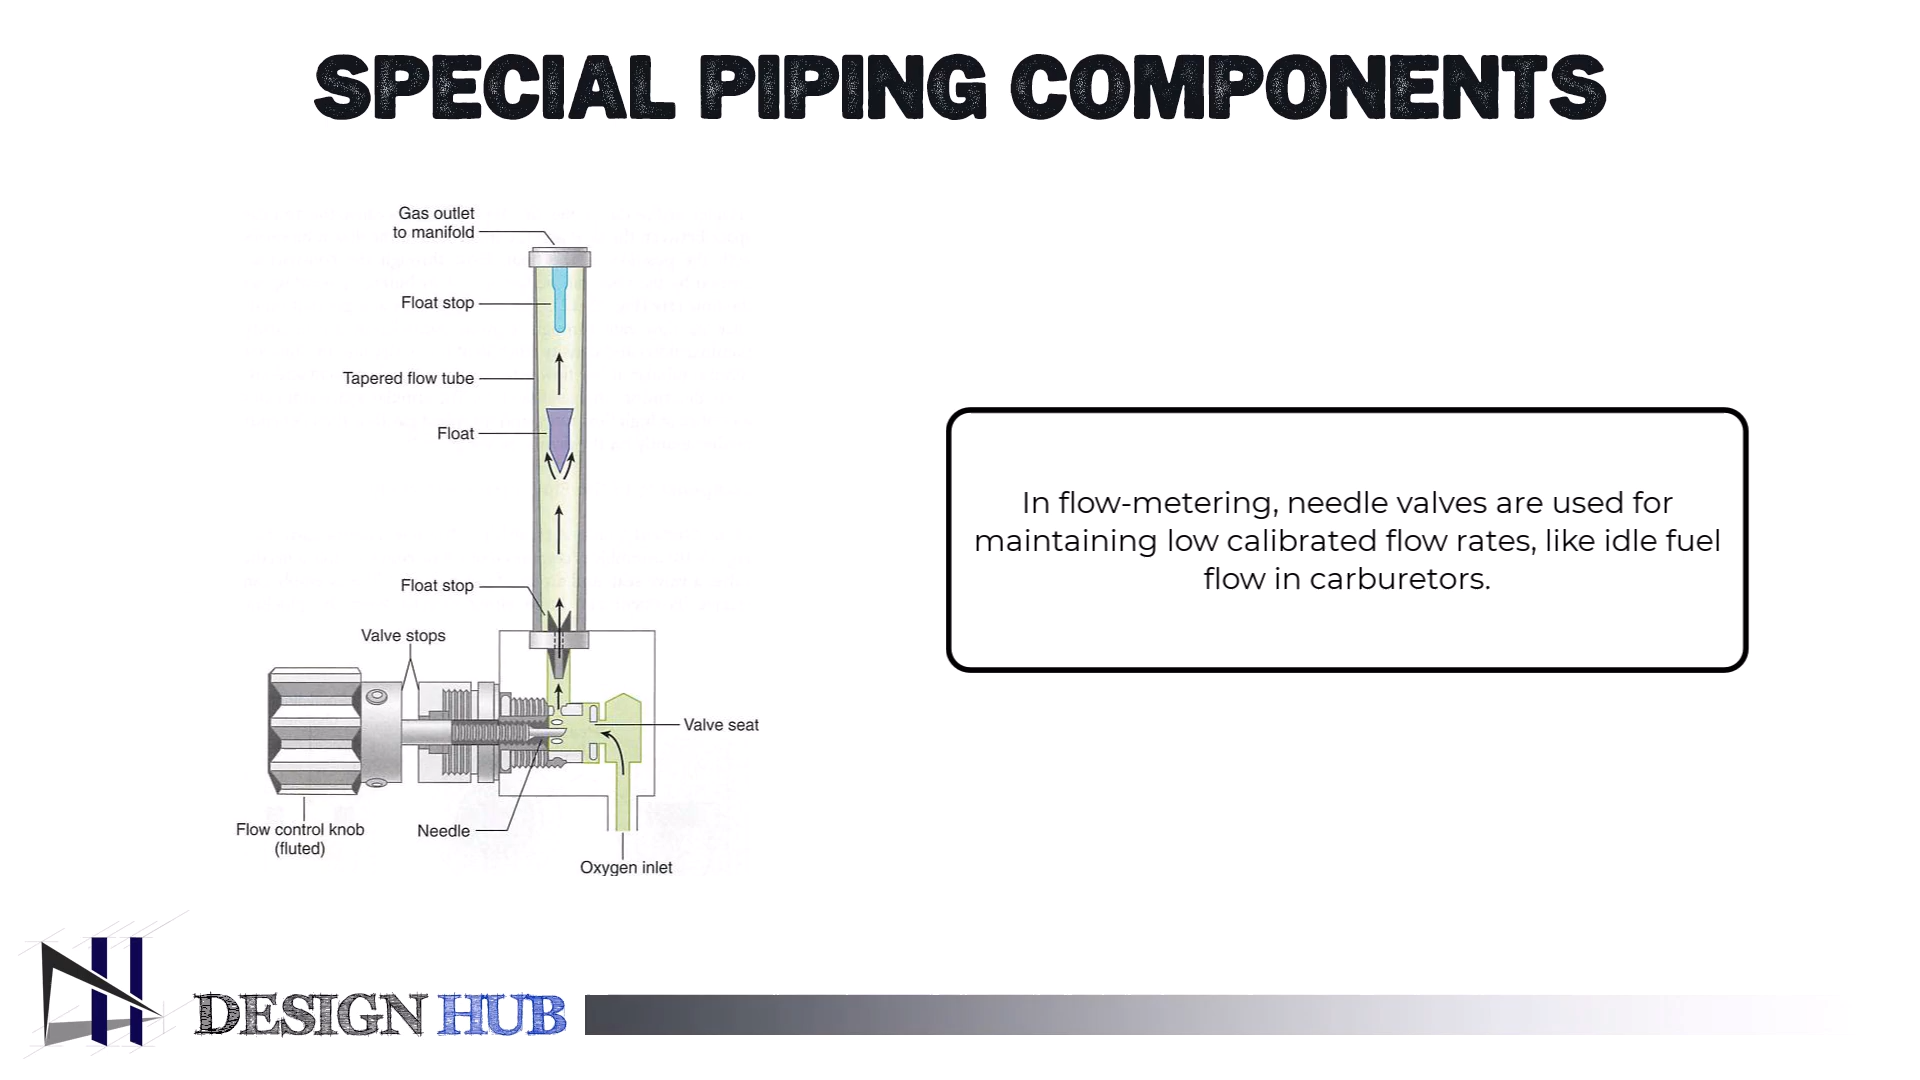 SPECIAL PIPING COMPONENTS
Gas outlet
to manifold
Float stop
Tapered flow tube
Float
Float stop
Valve stops
Valve seat
Flow control knob
(fluted)
Needle
Oxygen inlet
In flow-metering, needle valves are used for
maintaining low calibrated flow rates, like idle fuel
flow in carburetors.
DESIGN HUB